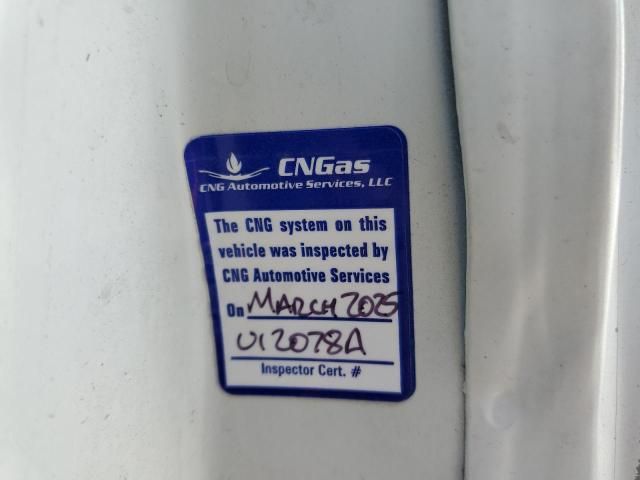 CNGas
CNG Automotive Services, LLC
The CNG system on this
vehicle was inspected by
CNG Automotive Services
On MARCH 2025
U12078A
Inspector Cert. #